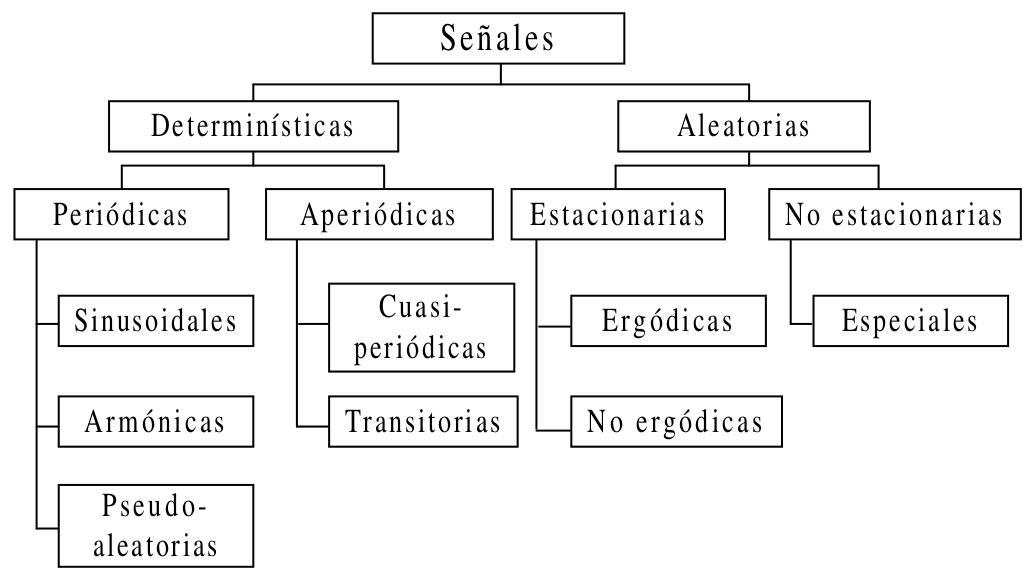 Señales
Determinísticas
Aleatorias
Periódicas
Aperiódicas
Estacionarias
No estacionarias
Sinusoidales
Cuasi-
periódicas
Ergódicas
Especiales
Armónicas
Transitorias
No ergódicas
Pseudo-
aleatorias